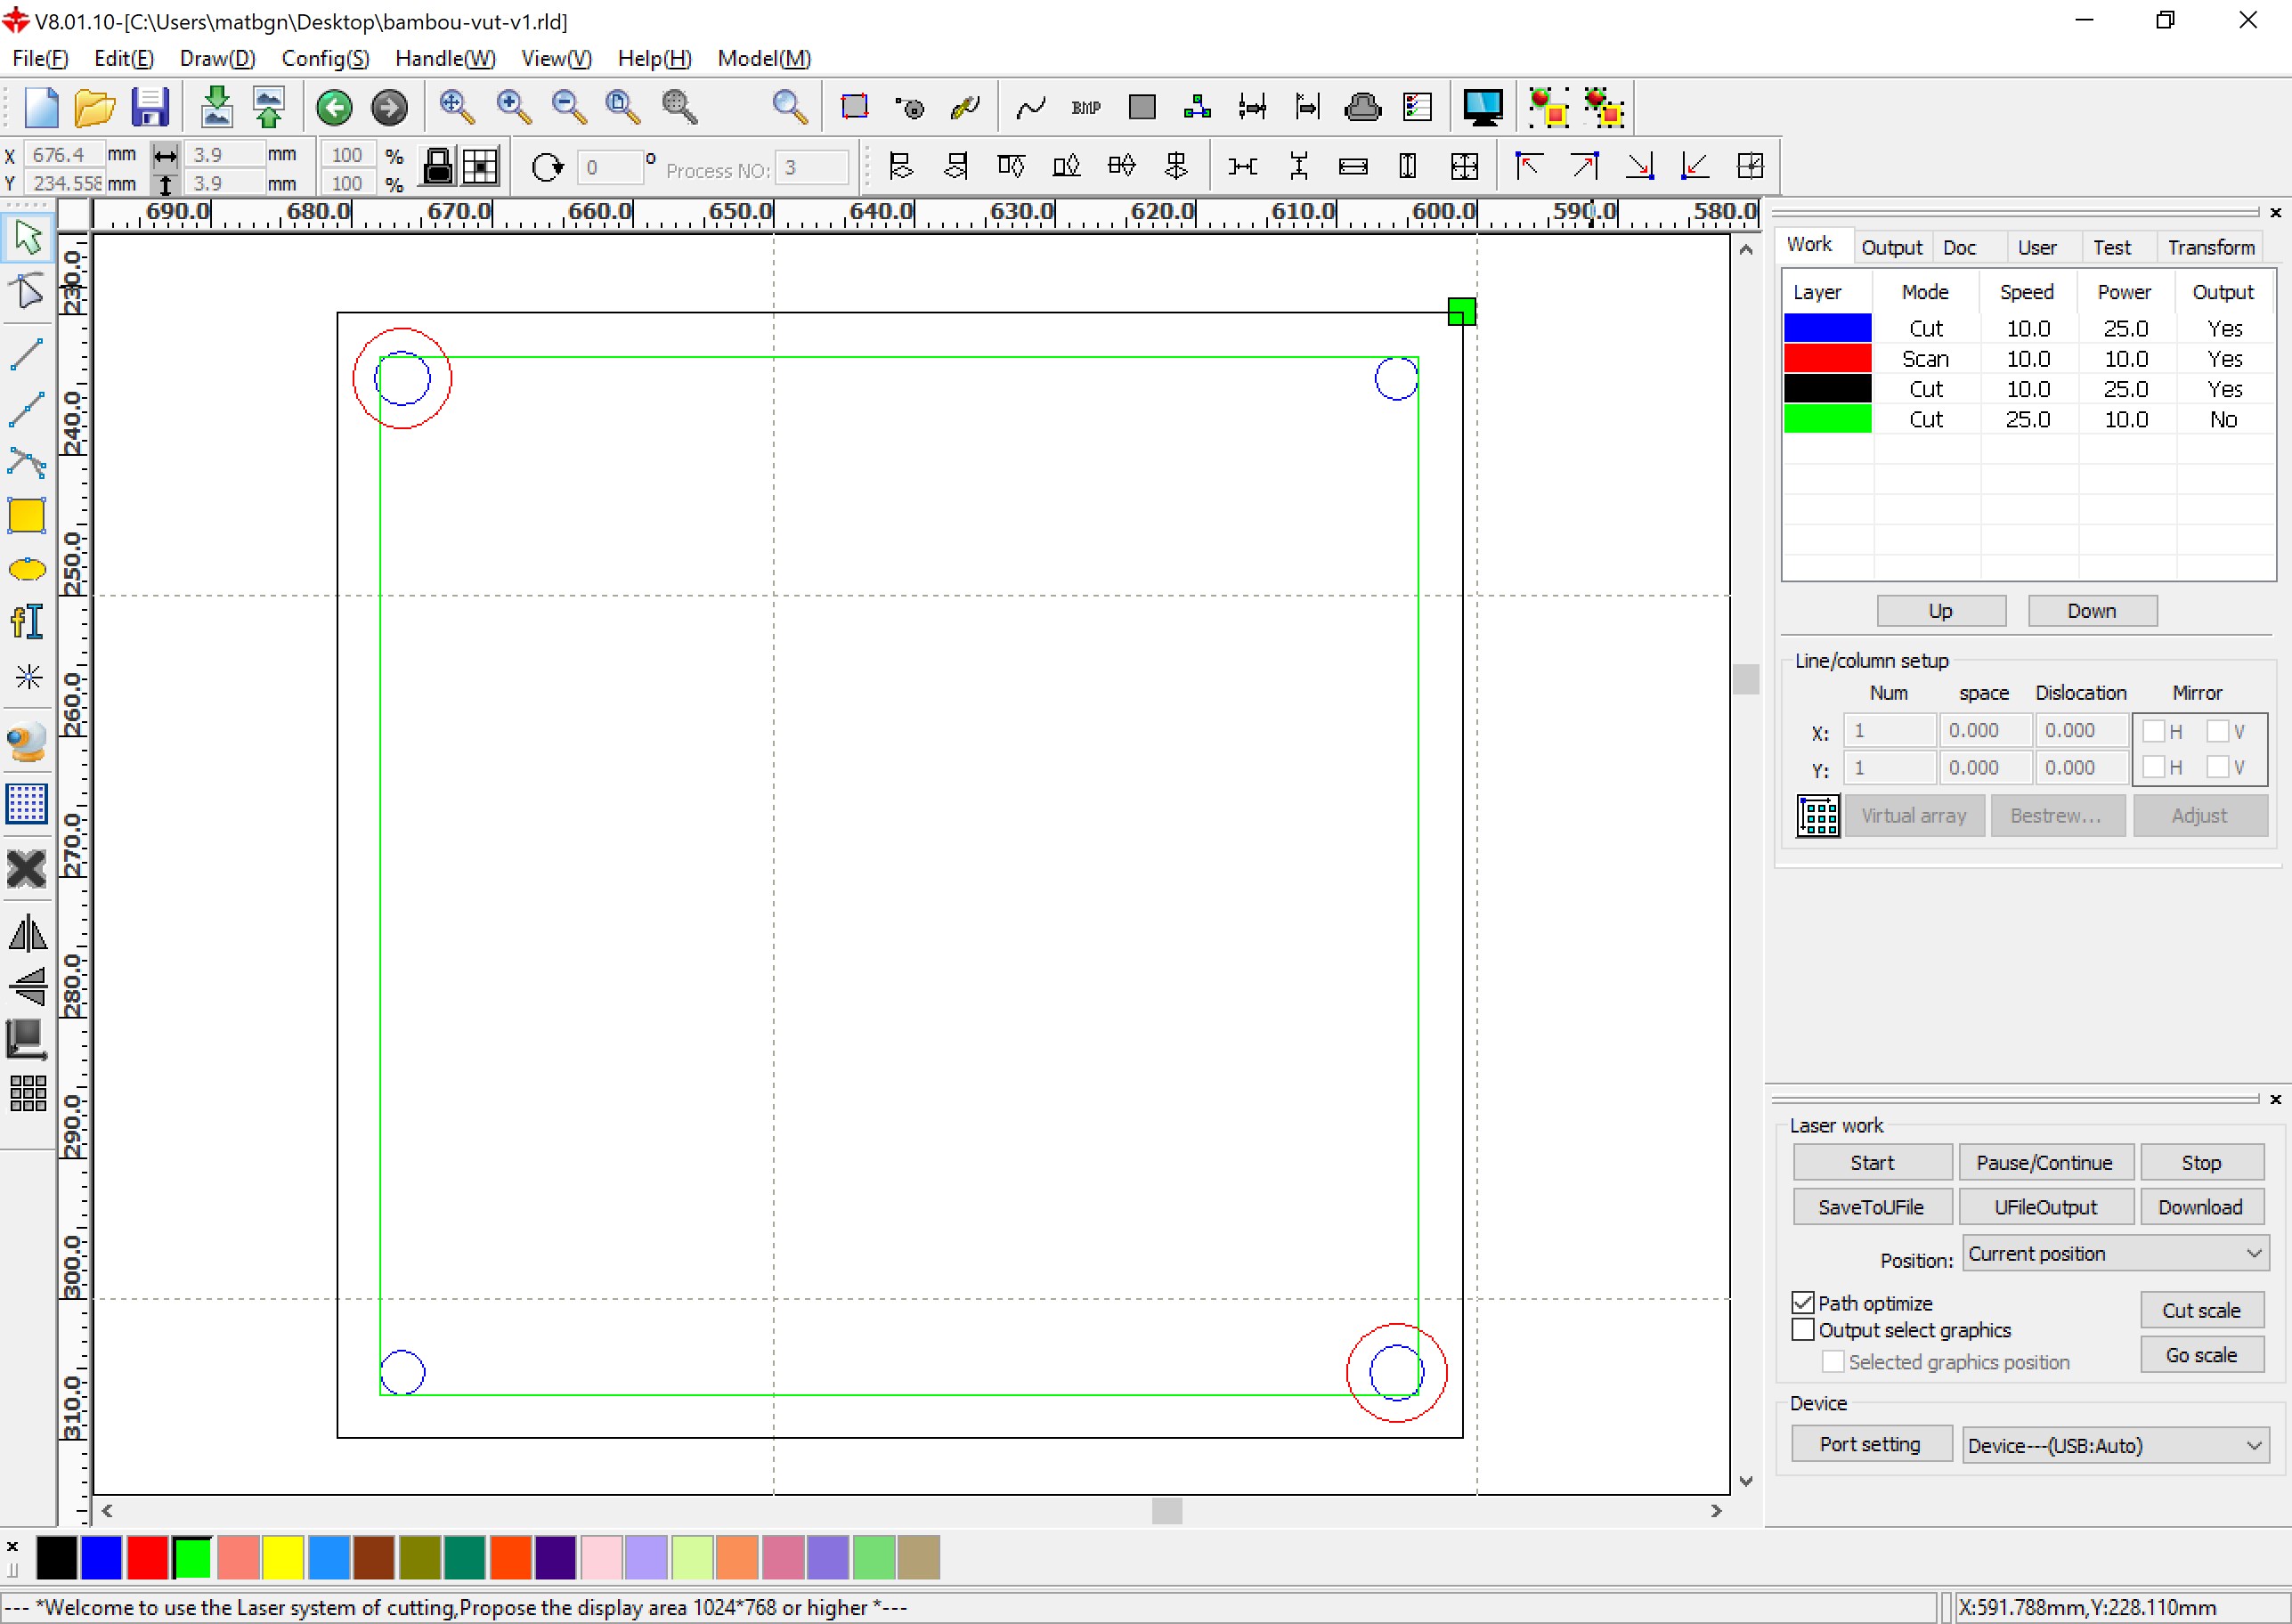 V8.01.10-[C:\Users\matbgn\Desktop\bambou-vut-v1.rld]
File(F) Edit(E) Draw(D) Config(S) Handle(W) View(V) Help(H) Model(M)
BMP
X 676.4 mm 3.9 mm 100 %
Y 234.558 mm 3.9 mm 100 %
0 ° Process NO: 3
690.0 680.0 670.0 660.0 650.0 640.0 630.0 620.0 610.0 600.0 590.0 580.0
230.0
240.0
250.0
260.0
270.0
280.0
290.0
300.0
310.0
Work Output Doc User Test Transform
Layer Mode Speed Power Output
Cut 10.0 25.0 Yes
Scan 10.0 10.0 Yes
Cut 10.0 25.0 Yes
Cut 25.0 10.0 No
Up Down
Line/column setup
Num space Dislocation Mirror
X: 1 0.000 0.000 H V
Y: 1 0.000 0.000 H V
Virtual array Bestrew... Adjust
Laser work
Start Pause/Continue Stop
SaveToUFile UFileOutput Download
Position: Current position
Path optimize Cut scale
Output select graphics
Selected graphics position Go scale
Device
Port setting Device---(USB:Auto)
--- *Welcome to use the Laser system of cutting,Propose the display area 1024*768 or higher *---
X:591.788mm,Y:228.110mm